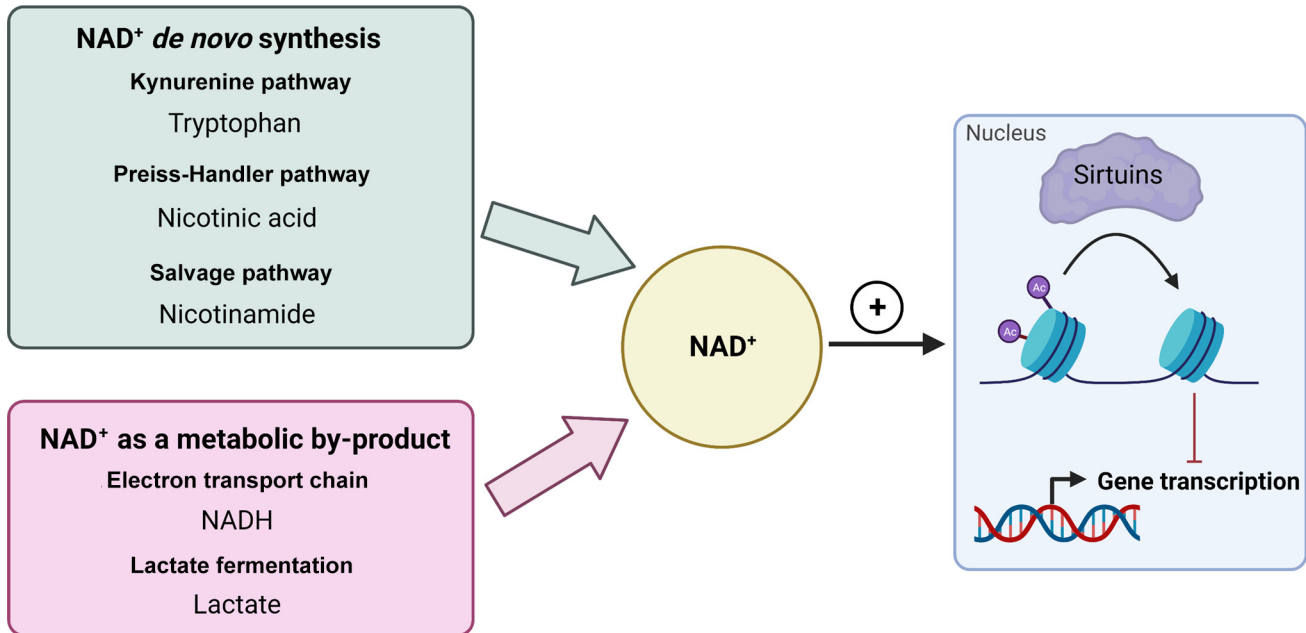 NAD⁺ de novo synthesis
Kynurenine pathway
Tryptophan
Preiss-Handler pathway
Nicotinic acid
Salvage pathway
Nicotinamide
NAD⁺ as a metabolic by-product
Electron transport chain
NADH
Lactate fermentation
Lactate
NAD⁺
+
Nucleus
Sirtuins
Ac
Ac
Gene transcription